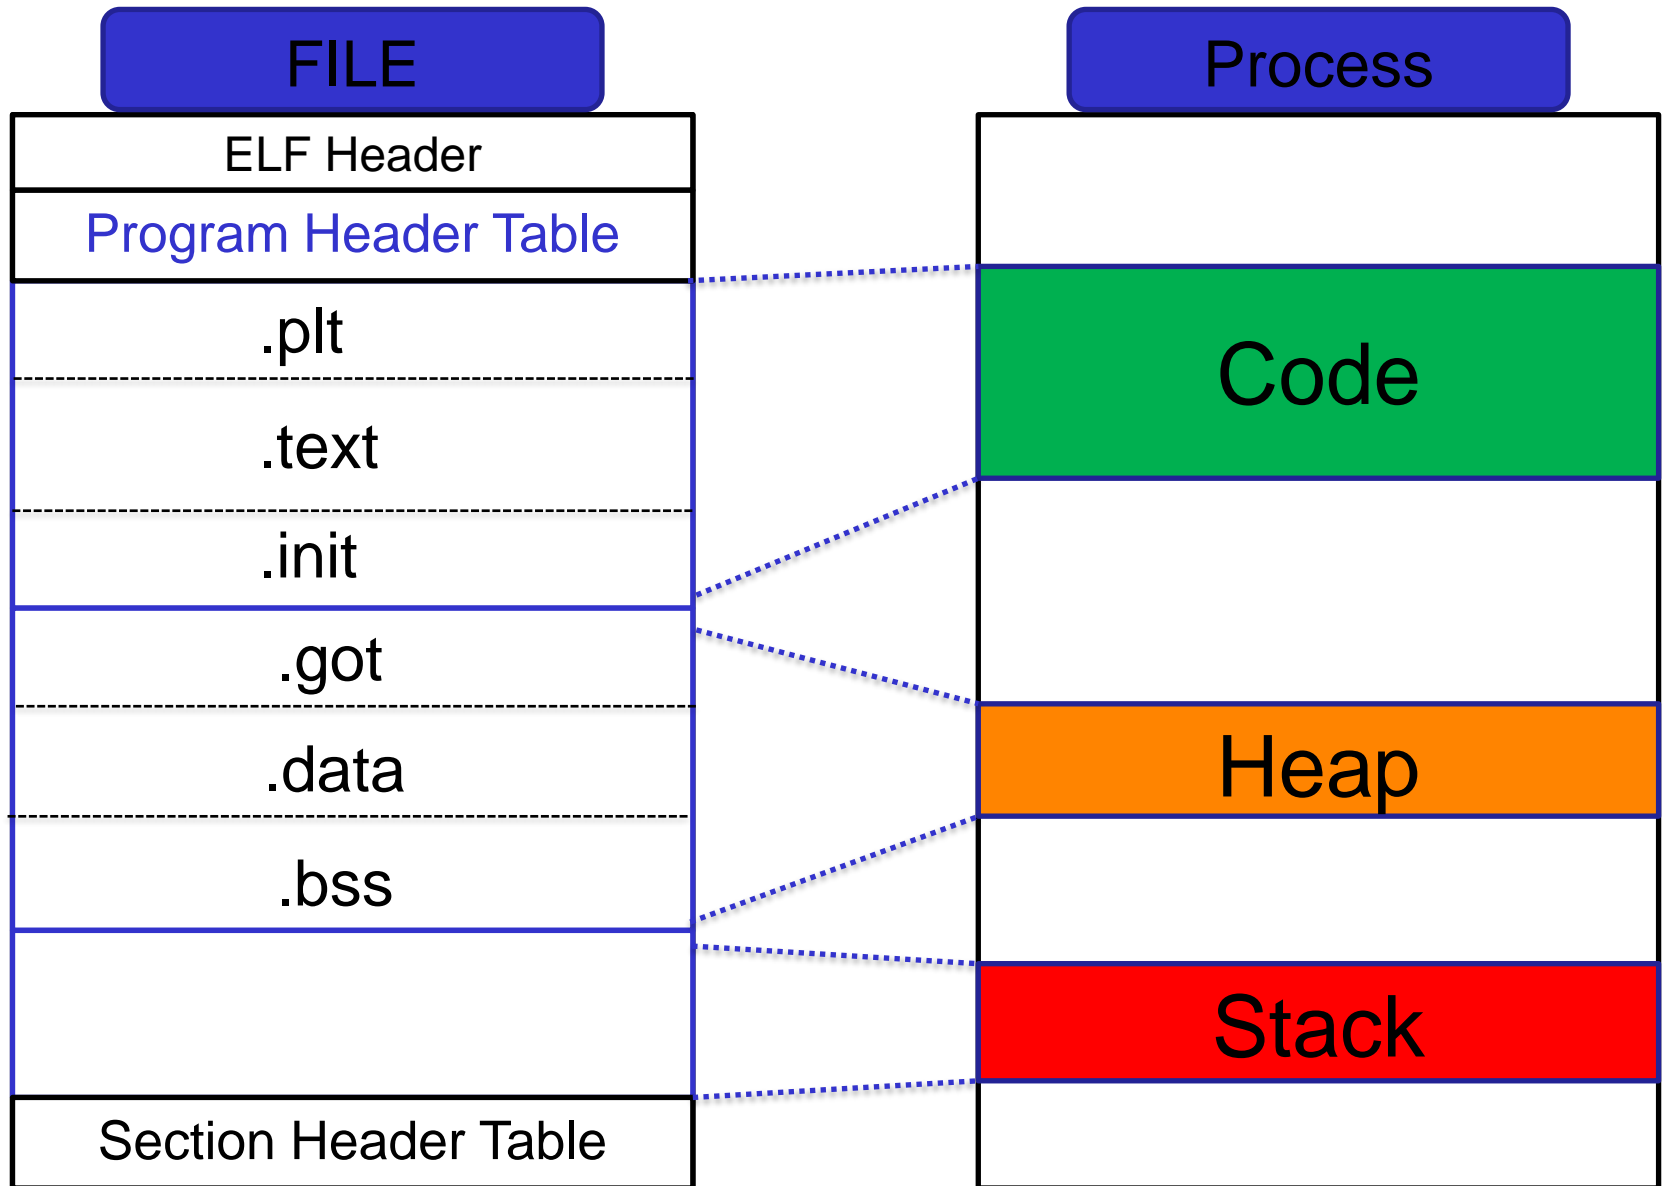 FILE
ELF Header
Program Header Table
.plt
.text
.init
.got
.data
.bss
Section Header Table
Process
Code
Heap
Stack